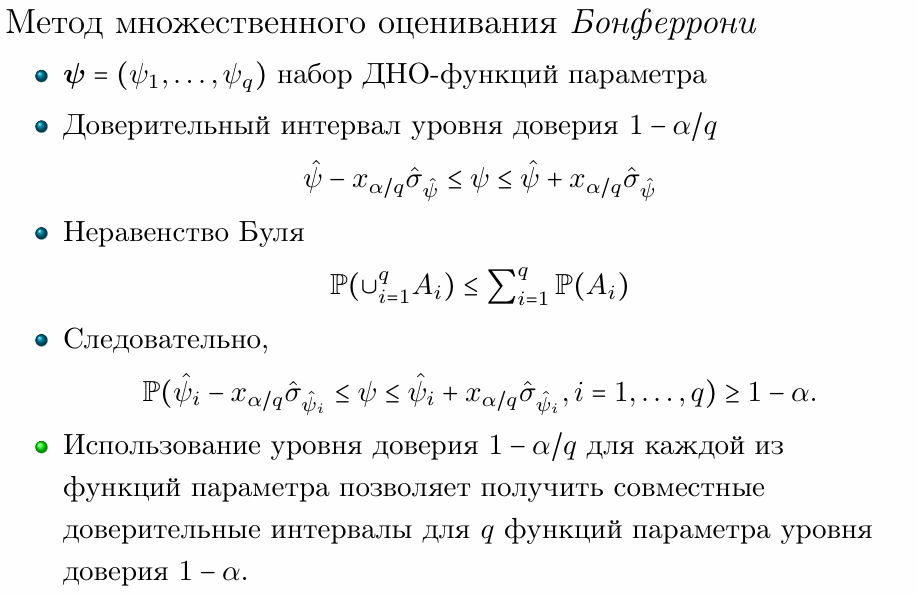 Метод множественного оценивания Бонферрони
ψ = (ψ₁, . . . , ψ_q) набор ДНО-функций параметра
Доверительный интервал уровня доверия 1 − α/q
ψ̂ − x_{α/q} σ̂_{ψ̂} ≤ ψ ≤ ψ̂ + x_{α/q} σ̂_{ψ̂}
Неравенство Буля
ℙ(∪_{i=1}^q A_i) ≤ ∑_{i=1}^q ℙ(A_i)
Следовательно,
ℙ(ψ̂_i − x_{α/q} σ̂_{ψ̂_i} ≤ ψ ≤ ψ̂_i + x_{α/q} σ̂_{ψ̂_i}, i = 1, . . . , q) ≥ 1 − α.
Использование уровня доверия 1 − α/q для каждой из
функций параметра позволяет получить совместные
доверительные интервалы для q функций параметра уровня
доверия 1 − α.